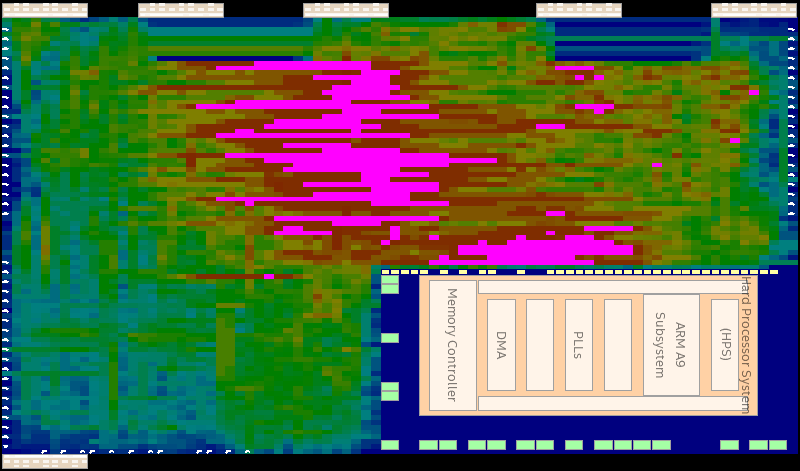 Memory Controller
DMA
PLLs
ARM A9
Subsystem
(HPS)
Hard Processor System